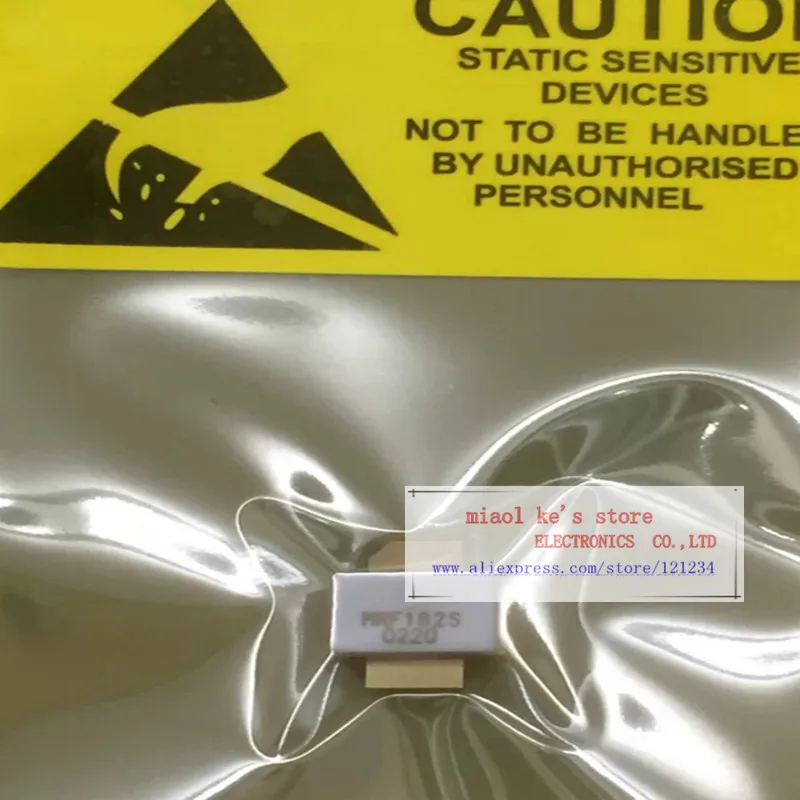 CAUTIO
STATIC SENSITIVE
DEVICES
NOT TO BE HANDLE
BY UNAUTHORISED
PERSONNEL
miaol ke's store
ELECTRONICS CO.,LTD
www.aliexpress.com/store/121234
MRF182S
0220